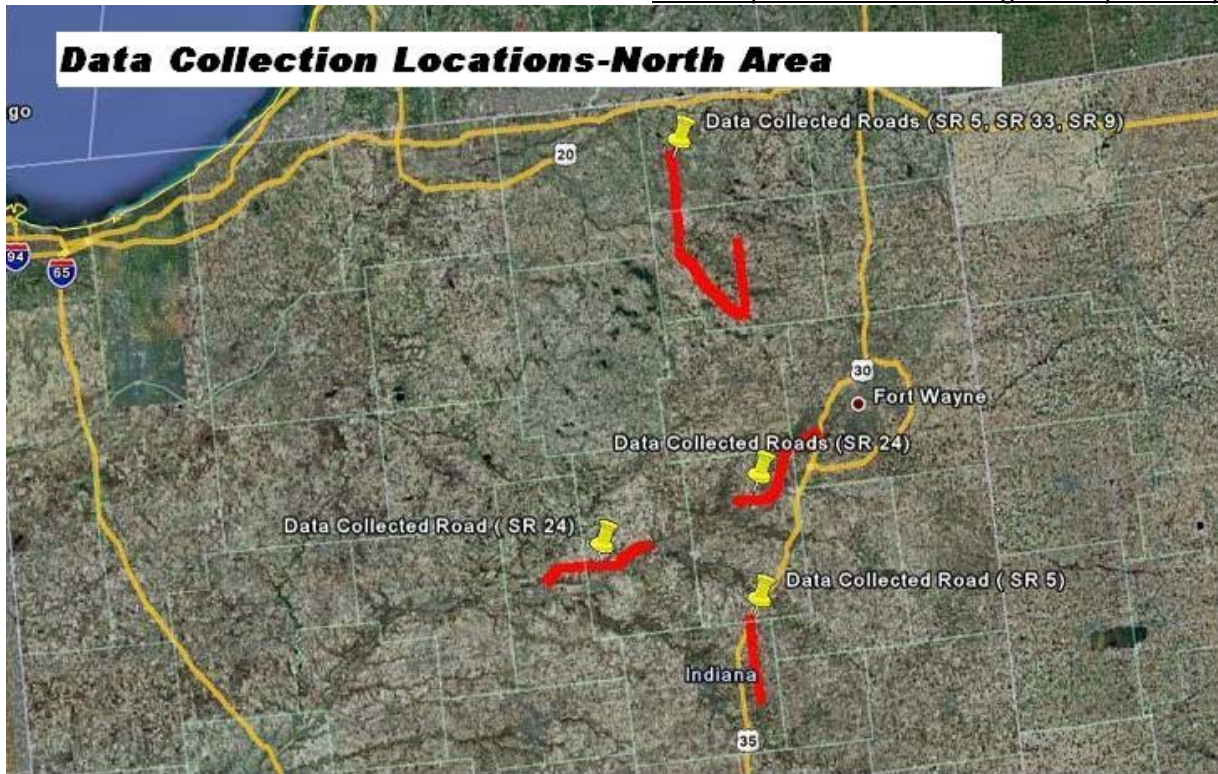 Data Collection Locations-North Area
go
Data Collected Roads (SR 5, SR 33, SR 9)
20
94
65
30
Fort Wayne
Data Collected Roads (SR 24)
Data Collected Road ( SR 24)
Data Collected Road ( SR 5)
Indiana
35